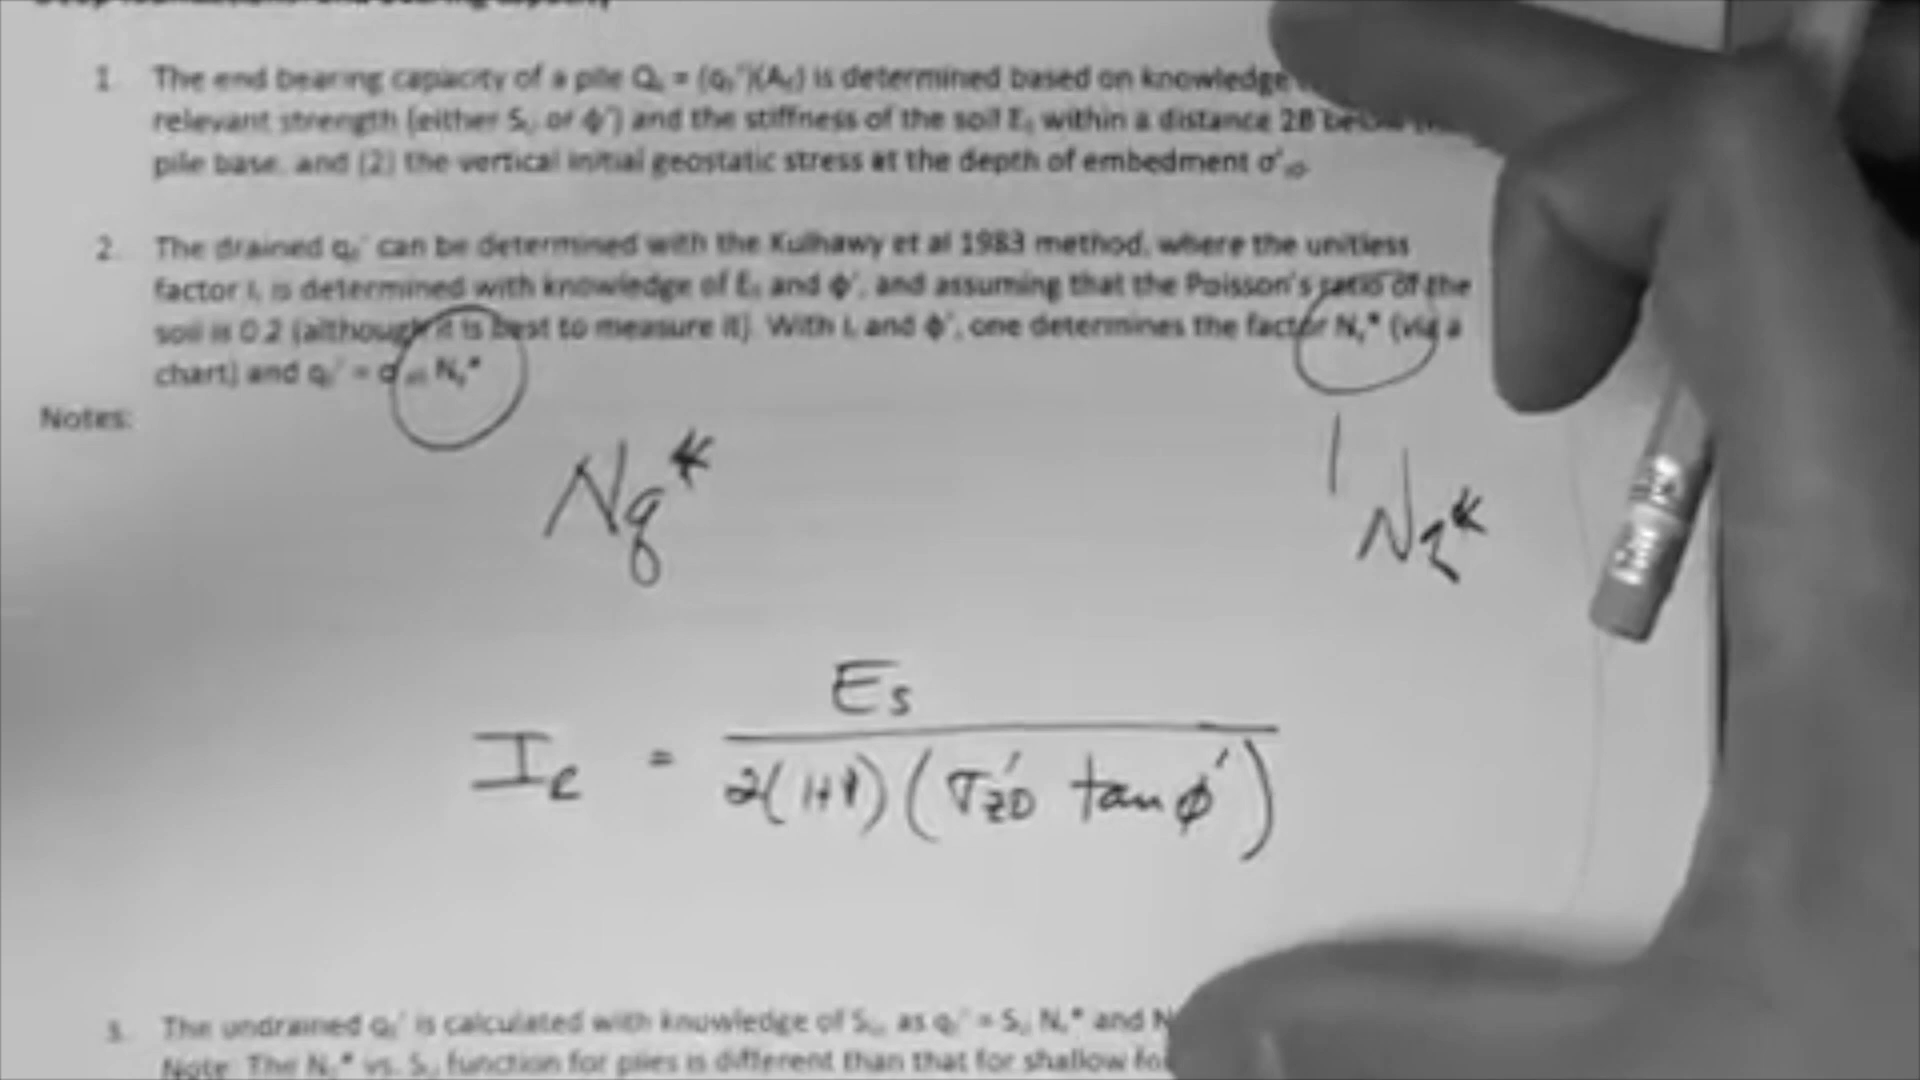 1. The end bearing capacity of a pile Qₜ = (qₜ')(Aₜ) is determined based on knowledge
relevant strength (either Sᵤ or ϕ') and the stiffness of the soil Eₛ within a distance 2B below
pile base, and (2) the vertical initial geostatic stress at the depth of embedment σ'zD.
2. The drained qₜ' can be determined with the Kulhawy et al 1983 method, where the unitless
factor Iᵣ is determined with knowledge of Eₛ and ϕ', and assuming that the Poisson's ratio of the
soil is 0.2 (although it is best to measure it). With Iᵣ and ϕ', one determines the factor Nᵧ* (via a
chart) and qₜ' = σ'zD Nᵧ*
Notes:
Nq*
Nq*
Es
Ir = 2(1+ν)(σ'zD tan ϕ')
3. The undrained qₜ' is calculated with knowledge of Sᵤ, as qₜ' = Sᵤ N꜀* and N
Note: The N꜀* vs. Sᵤ function for piles is different than that for shallow